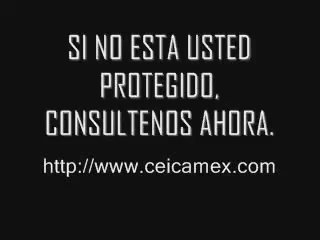 SI NO ESTA USTED
PROTEGIDO,
CONSULTENOS AHORA.
http://www.ceicamex.com